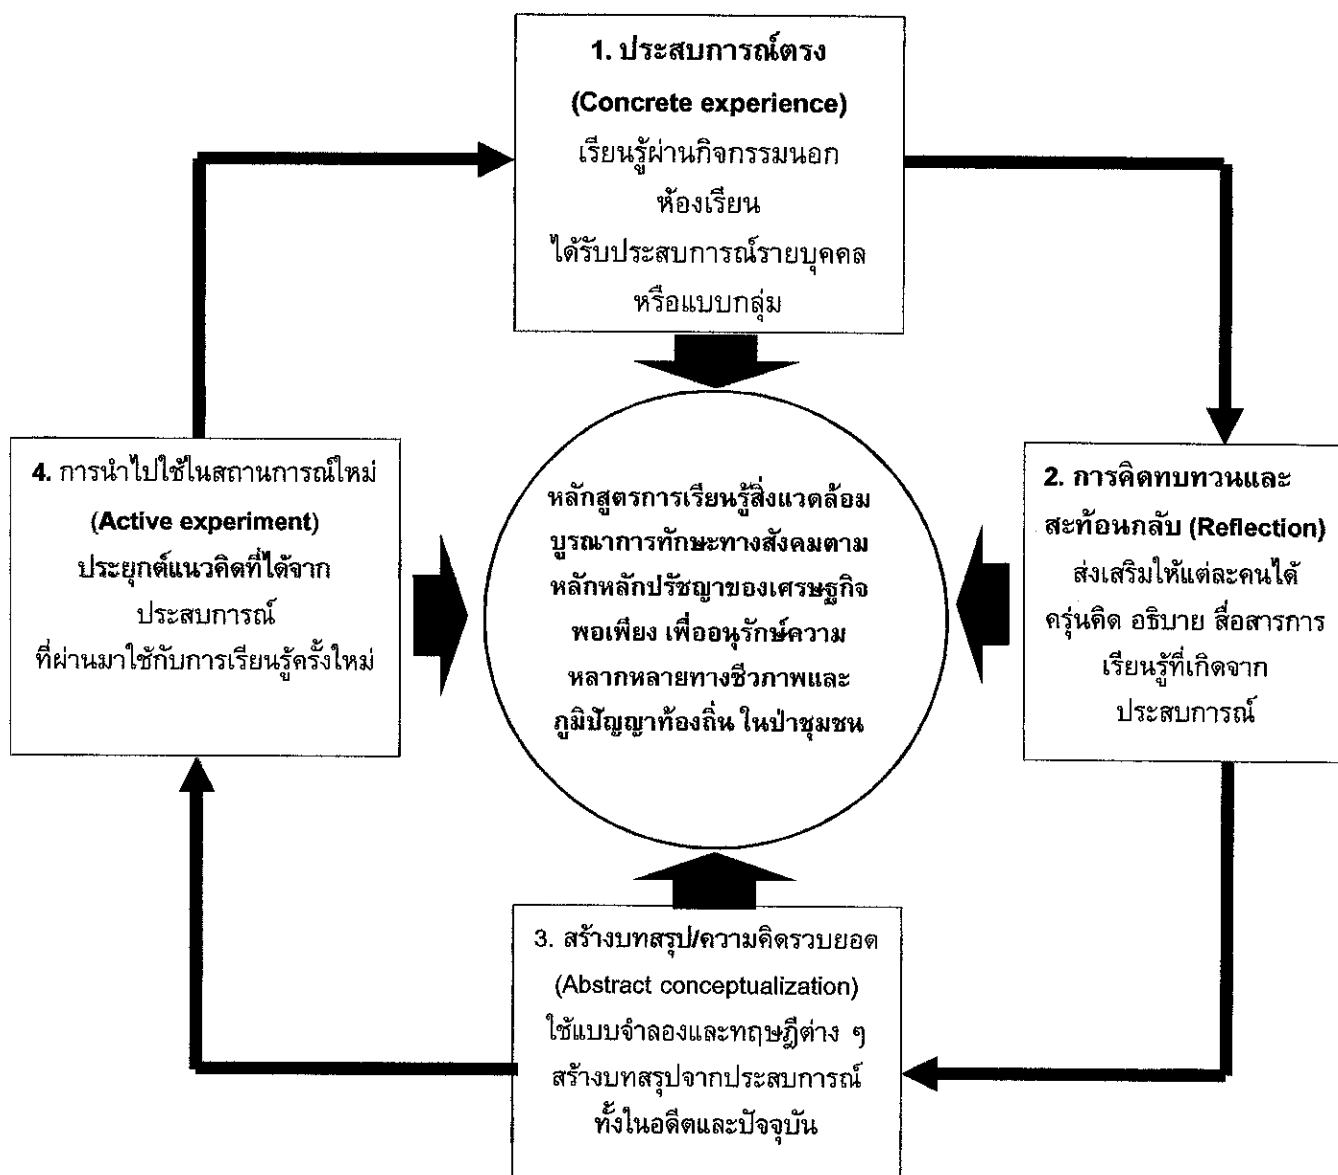 1. ประสบการณ์ตรง
(Concrete experience)
เรียนรู้ผ่านกิจกรรมนอก
ห้องเรียน
ได้รับประสบการณ์รายบุคคล
หรือแบบกลุ่ม
2. การคิดทบทวนและ
สะท้อนกลับ (Reflection)
ส่งเสริมให้แต่ละคนได้
ครุ่นคิด อธิบาย สื่อสารการ
เรียนรู้ที่เกิดจาก
ประสบการณ์
3. สร้างบทสรุป/ความคิดรวบยอด
(Abstract conceptualization)
ใช้แบบจำลองและทฤษฎีต่าง ๆ
สร้างบทสรุปจากประสบการณ์
ทั้งในอดีตและปัจจุบัน
4. การนำไปใช้ในสถานการณ์ใหม่
(Active experiment)
ประยุกต์แนวคิดที่ได้จาก
ประสบการณ์
ที่ผ่านมาใช้กับการเรียนรู้ครั้งใหม่
หลักสูตรการเรียนรู้สิ่งแวดล้อม
บูรณาการทักษะทางสังคมตาม
หลักหลักปรัชญาของเศรษฐกิจ
พอเพียง เพื่ออนุรักษ์ความ
หลากหลายทางชีวภาพและ
ภูมิปัญญาท้องถิ่น ในป่าชุมชน